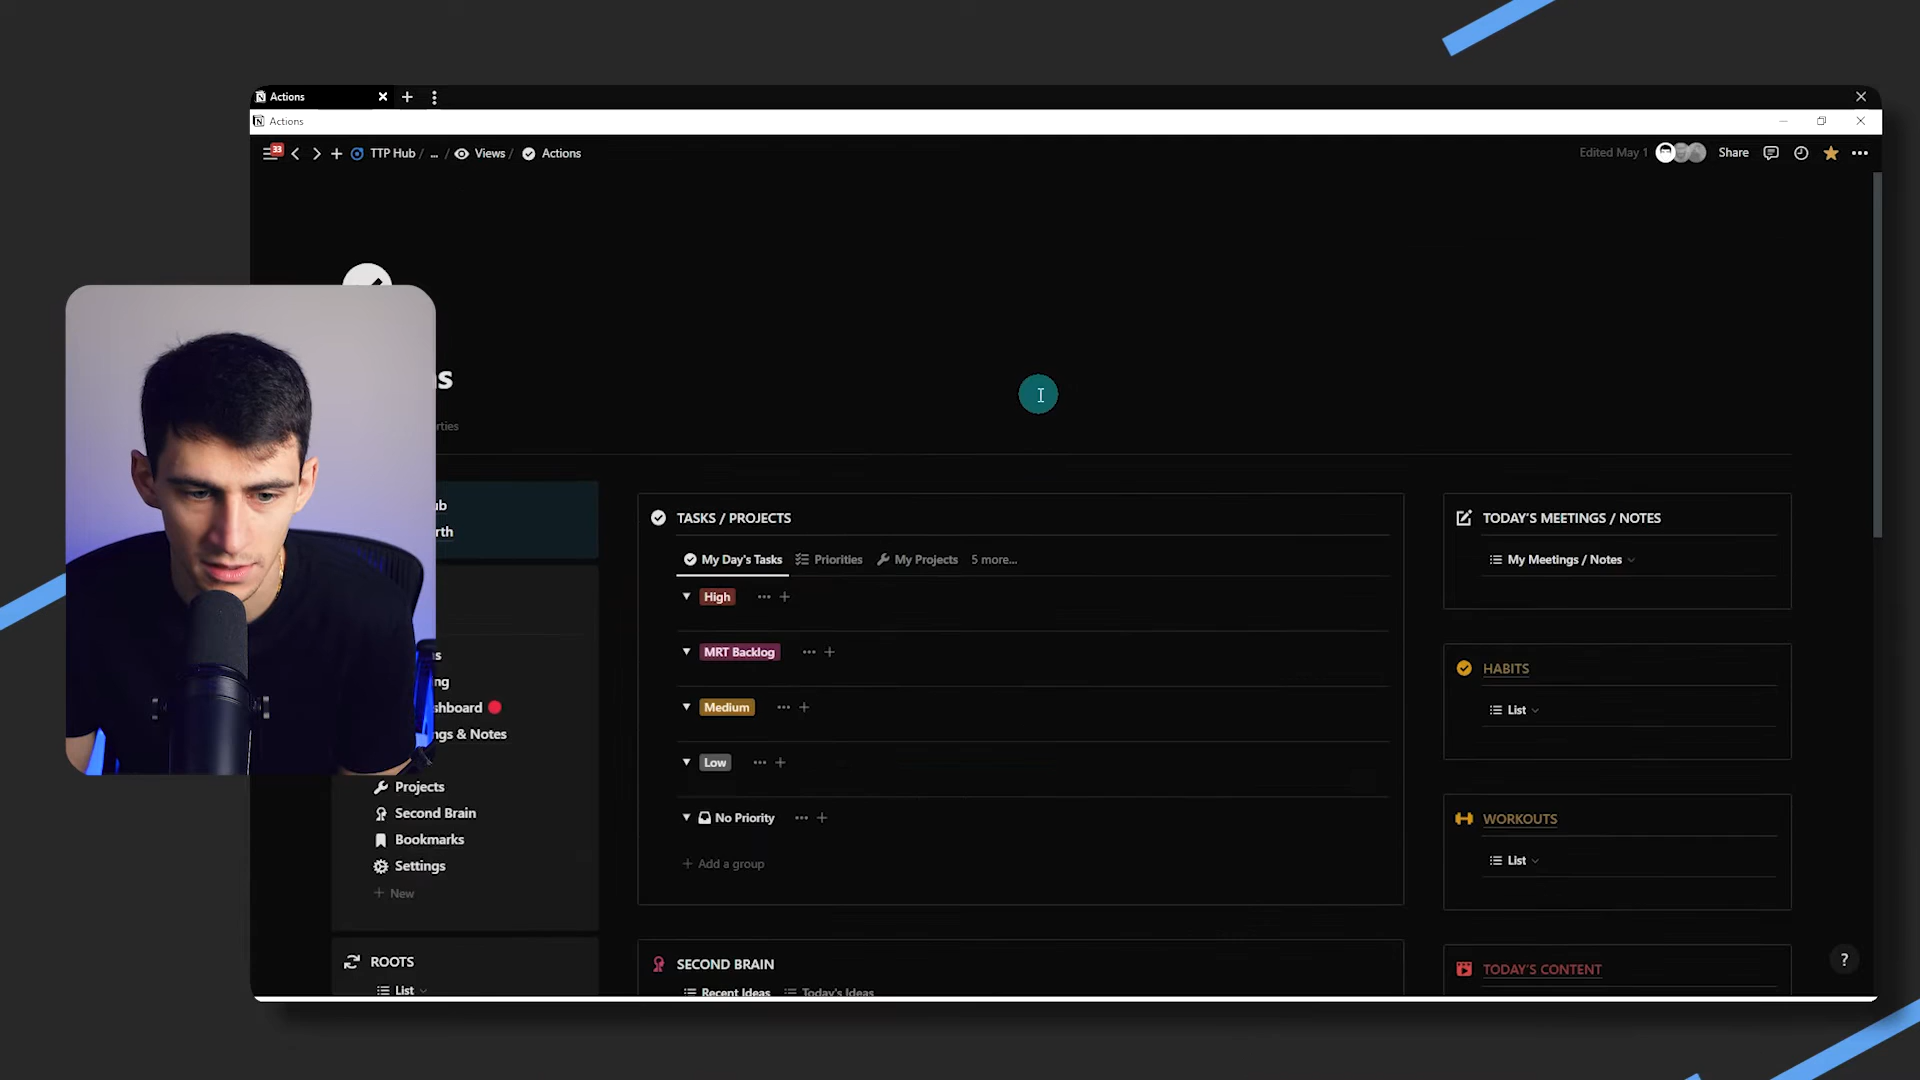 Actions
Actions
33
TTP Hub / ... / Views / Actions
Edited May 1
Share
s
rties
ub
rth
s
ng
shboard
ngs & Notes
Projects
Second Brain
Bookmarks
Settings
+ New
ROOTS
List
TASKS / PROJECTS
My Day's Tasks
Priorities
My Projects
5 more...
High
MRT Backlog
Medium
Low
No Priority
+ Add a group
SECOND BRAIN
Recent Ideas
Today's Ideas
TODAY'S MEETINGS / NOTES
My Meetings / Notes
HABITS
List
WORKOUTS
List
TODAY'S CONTENT
?